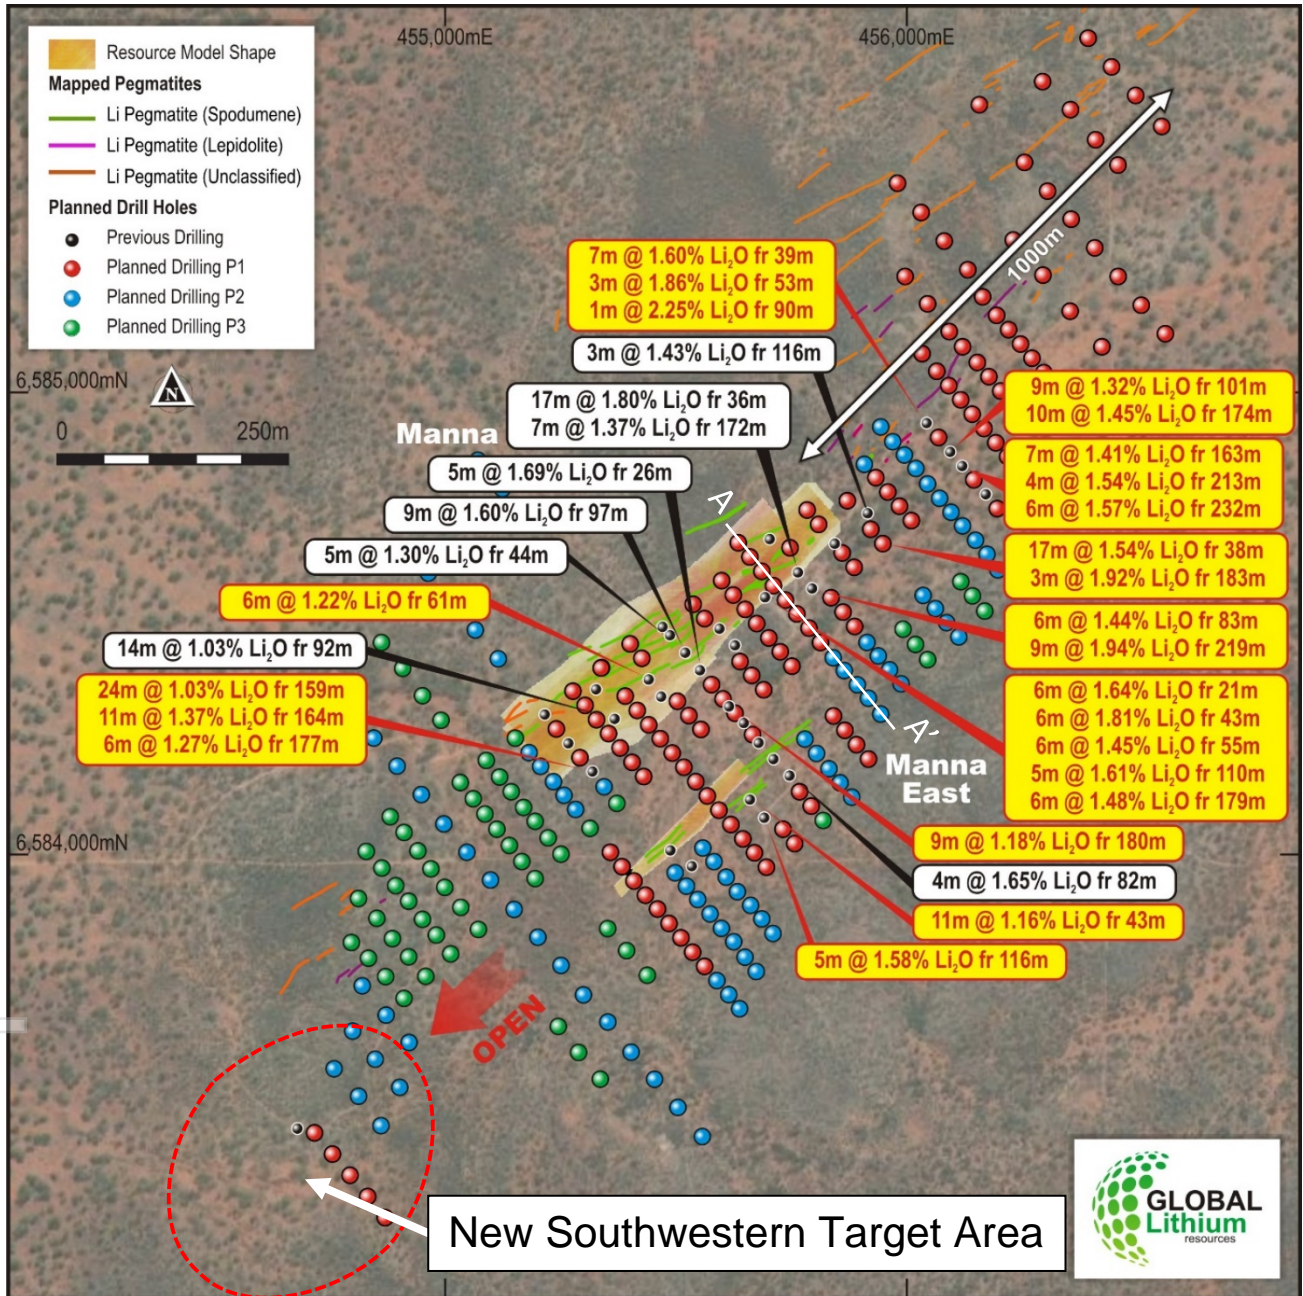 455,000mE
456,000mE
Resource Model Shape
Mapped Pegmatites
Li Pegmatite (Spodumene)
Li Pegmatite (Lepidolite)
Li Pegmatite (Unclassified)
Planned Drill Holes
Previous Drilling
Planned Drilling P1
Planned Drilling P2
Planned Drilling P3
6,585,000mN
N
0 250m
1000m
7m @ 1.60% Li₂O fr 39m
3m @ 1.86% Li₂O fr 53m
1m @ 2.25% Li₂O fr 90m
3m @ 1.43% Li₂O fr 116m
17m @ 1.80% Li₂O fr 36m
7m @ 1.37% Li₂O fr 172m
Manna
5m @ 1.69% Li₂O fr 26m
9m @ 1.60% Li₂O fr 97m
5m @ 1.30% Li₂O fr 44m
6m @ 1.22% Li₂O fr 61m
14m @ 1.03% Li₂O fr 92m
24m @ 1.03% Li₂O fr 159m
11m @ 1.37% Li₂O fr 164m
6m @ 1.27% Li₂O fr 177m
9m @ 1.32% Li₂O fr 101m
10m @ 1.45% Li₂O fr 174m
7m @ 1.41% Li₂O fr 163m
4m @ 1.54% Li₂O fr 213m
6m @ 1.57% Li₂O fr 232m
17m @ 1.54% Li₂O fr 38m
3m @ 1.92% Li₂O fr 183m
6m @ 1.44% Li₂O fr 83m
9m @ 1.94% Li₂O fr 219m
6m @ 1.64% Li₂O fr 21m
6m @ 1.81% Li₂O fr 43m
6m @ 1.45% Li₂O fr 55m
5m @ 1.61% Li₂O fr 110m
6m @ 1.48% Li₂O fr 179m
A
A’
Manna
East
9m @ 1.18% Li₂O fr 180m
4m @ 1.65% Li₂O fr 82m
11m @ 1.16% Li₂O fr 43m
5m @ 1.58% Li₂O fr 116m
6,584,000mN
OPEN
New Southwestern Target Area
GLOBAL
Lithium
resources